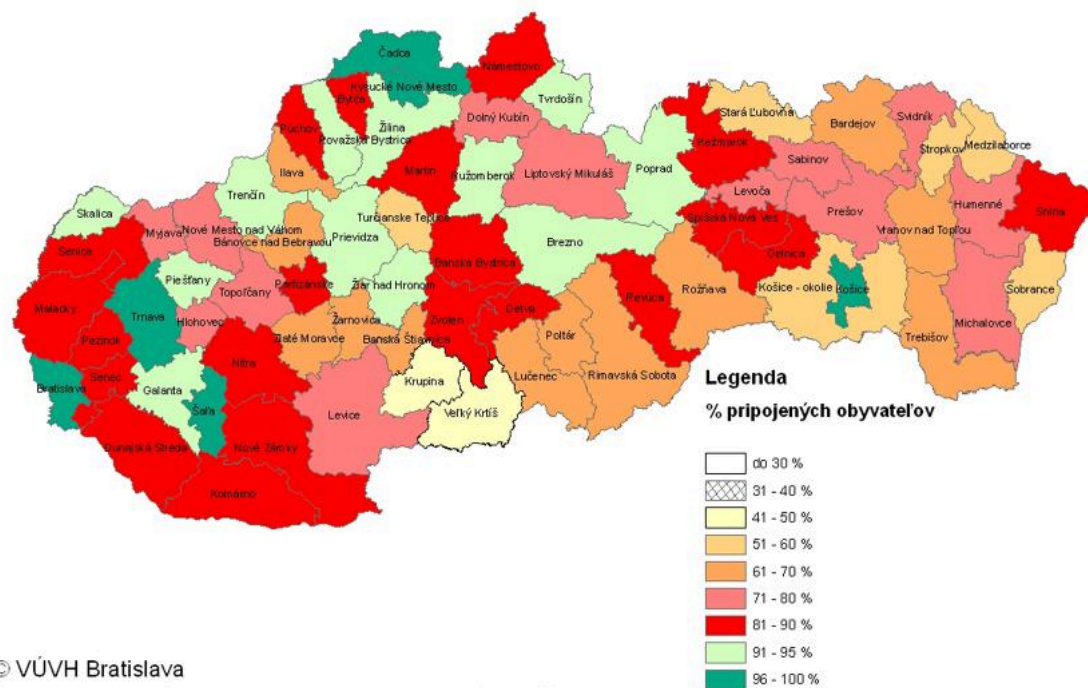 Čadca
Námestovo
Kysucké Nové Mesto
Bytča
Tvrdošín
Púchov
Žilina
Považská Bystrica
Dolný Kubín
Stará Ľubovňa
Bardejov
Svidník
Stropkov
Medzilaborce
Kežmarok
Ilava
Martin
Ružomberok
Liptovský Mikuláš
Poprad
Sabinov
Levoča
Prešov
Humenné
Snina
Trenčín
Skalica
Turčianske Teplice
Nové Mesto nad Váhom
Myjava
Bánovce nad Bebravou
Prievidza
Brezno
Spišská Nová Ves
Vranov nad Topľou
Senica
Banská Bystrica
Gelnica
Piešťany
Partizánske
Žiar nad Hronom
Revúca
Rožňava
Košice - okolie
Košice
Sobrance
Malacky
Trnava
Topoľčany
Hlohovec
Žarnovica
Zvolen
Detva
Michalovce
Pezinok
Zlaté Moravce
Banská Štiavnica
Poltár
Trebišov
Nitra
Bratislava
Senec
Galanta
Šaľa
Krupina
Lučenec
Rimavská Sobota
Levice
Veľký Krtíš
Dunajská Streda
Nové Zámky
Komárno
Legenda
% pripojených obyvateľov
do 30 %
31 - 40 %
41 - 50 %
51 - 60 %
61 - 70 %
71 - 80 %
81 - 90 %
91 - 95 %
96 - 100 %
© VÚVH Bratislava